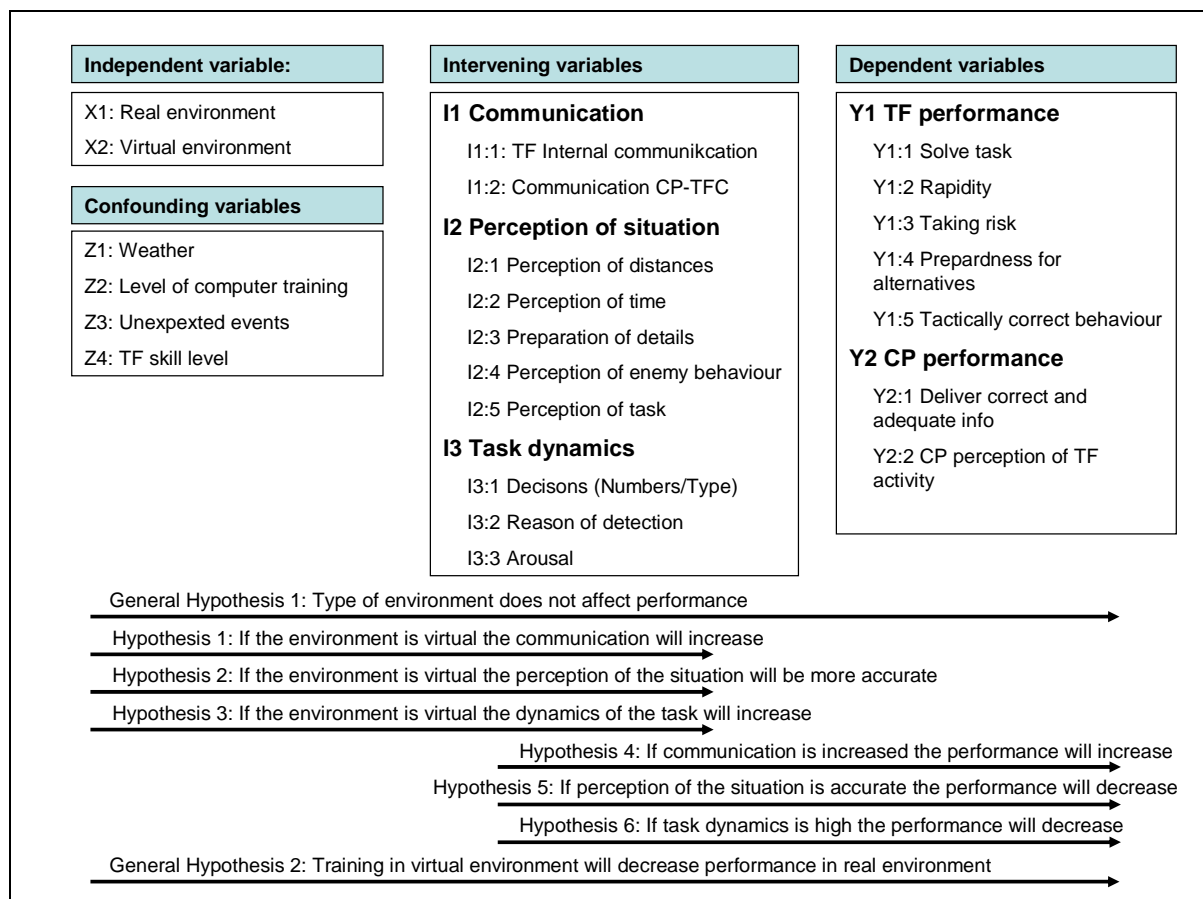 Independent variable:
X1: Real environment
X2: Virtual environment
Confounding variables
Z1: Weather
Z2: Level of computer training
Z3: Unexpexted events
Z4: TF skill level
Intervening variables
I1 Communication
I1:1: TF Internal communikcation
I1:2: Communication CP-TFC
I2 Perception of situation
I2:1 Perception of distances
I2:2 Perception of time
I2:3 Preparation of details
I2:4 Perception of enemy behaviour
I2:5 Perception of task
I3 Task dynamics
I3:1 Decisons (Numbers/Type)
I3:2 Reason of detection
I3:3 Arousal
Dependent variables
Y1 TF performance
Y1:1 Solve task
Y1:2 Rapidity
Y1:3 Taking risk
Y1:4 Prepardness for
alternatives
Y1:5 Tactically correct behaviour
Y2 CP performance
Y2:1 Deliver correct and
adequate info
Y2:2 CP perception of TF
activity
General Hypothesis 1: Type of environment does not affect performance
Hypothesis 1: If the environment is virtual the communication will increase
Hypothesis 2: If the environment is virtual the perception of the situation will be more accurate
Hypothesis 3: If the environment is virtual the dynamics of the task will increase
Hypothesis 4: If communication is increased the performance will increase
Hypothesis 5: If perception of the situation is accurate the performance will decrease
Hypothesis 6: If task dynamics is high the performance will decrease
General Hypothesis 2: Training in virtual environment will decrease performance in real environment